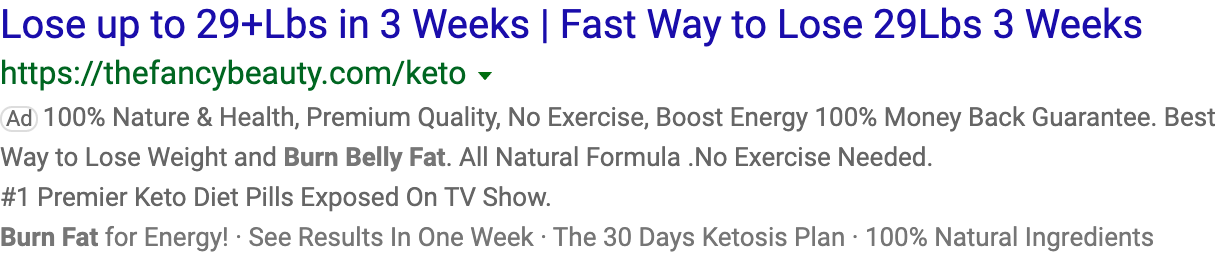 Lose up to 29+Lbs in 3 Weeks | Fast Way to Lose 29Lbs 3 Weeks
https://thefancybeauty.com/keto
Ad 100% Nature & Health, Premium Quality, No Exercise, Boost Energy 100% Money Back Guarantee. Best
Way to Lose Weight and Burn Belly Fat. All Natural Formula .No Exercise Needed.
#1 Premier Keto Diet Pills Exposed On TV Show.
Burn Fat for Energy! · See Results In One Week · The 30 Days Ketosis Plan · 100% Natural Ingredients